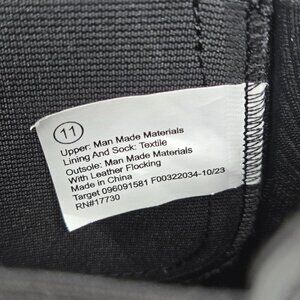 11
Upper: Man Made Materials
Lining And Sock: Textile
Outsole: Man Made Materials
With Leather Flocking
Made in China
Target 096091581 F00322034-10/23
RN#17730